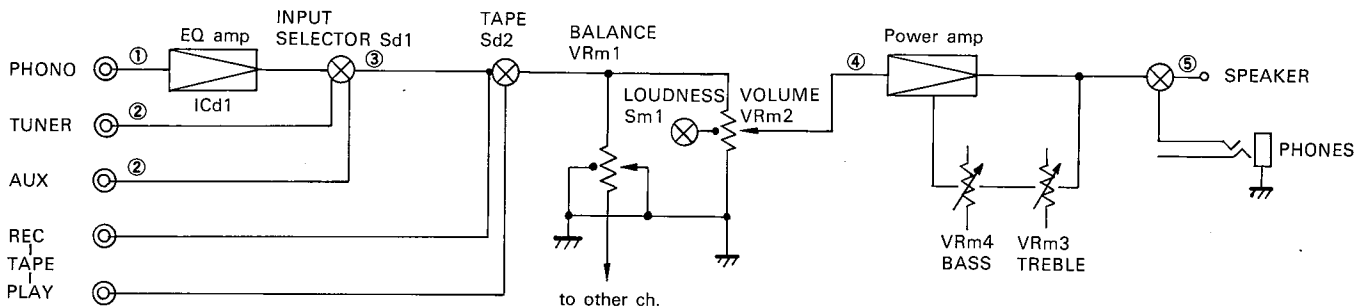 PHONO
①
EQ amp
ICd1
INPUT
SELECTOR Sd1
③
TAPE
Sd2
BALANCE
VRm1
LOUDNESS
Sm1
VOLUME
VRm2
④
Power amp
⑤
SPEAKER
TUNER
②
AUX
②
PHONES
REC
TAPE
PLAY
VRm4
BASS
VRm3
TREBLE
to other ch.